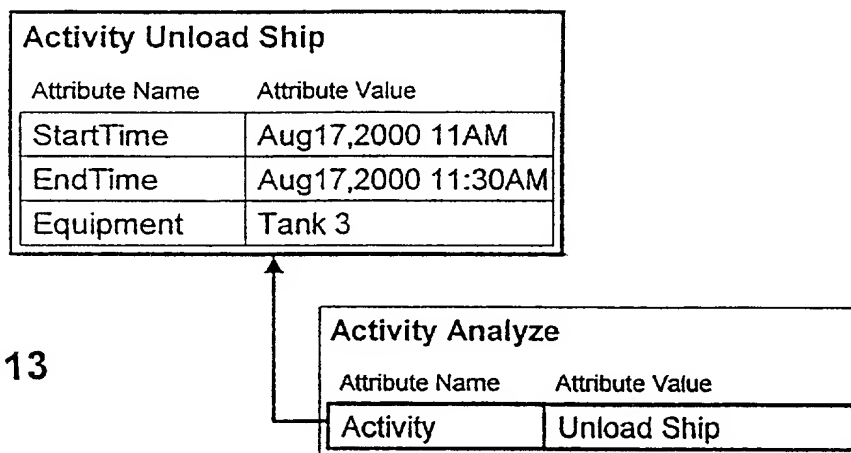 Activity Unload Ship
Attribute Name Attribute Value
StartTime Aug17,2000 11AM
EndTime Aug17,2000 11:30AM
Equipment Tank 3
13
Activity Analyze
Attribute Name Attribute Value
Activity Unload Ship